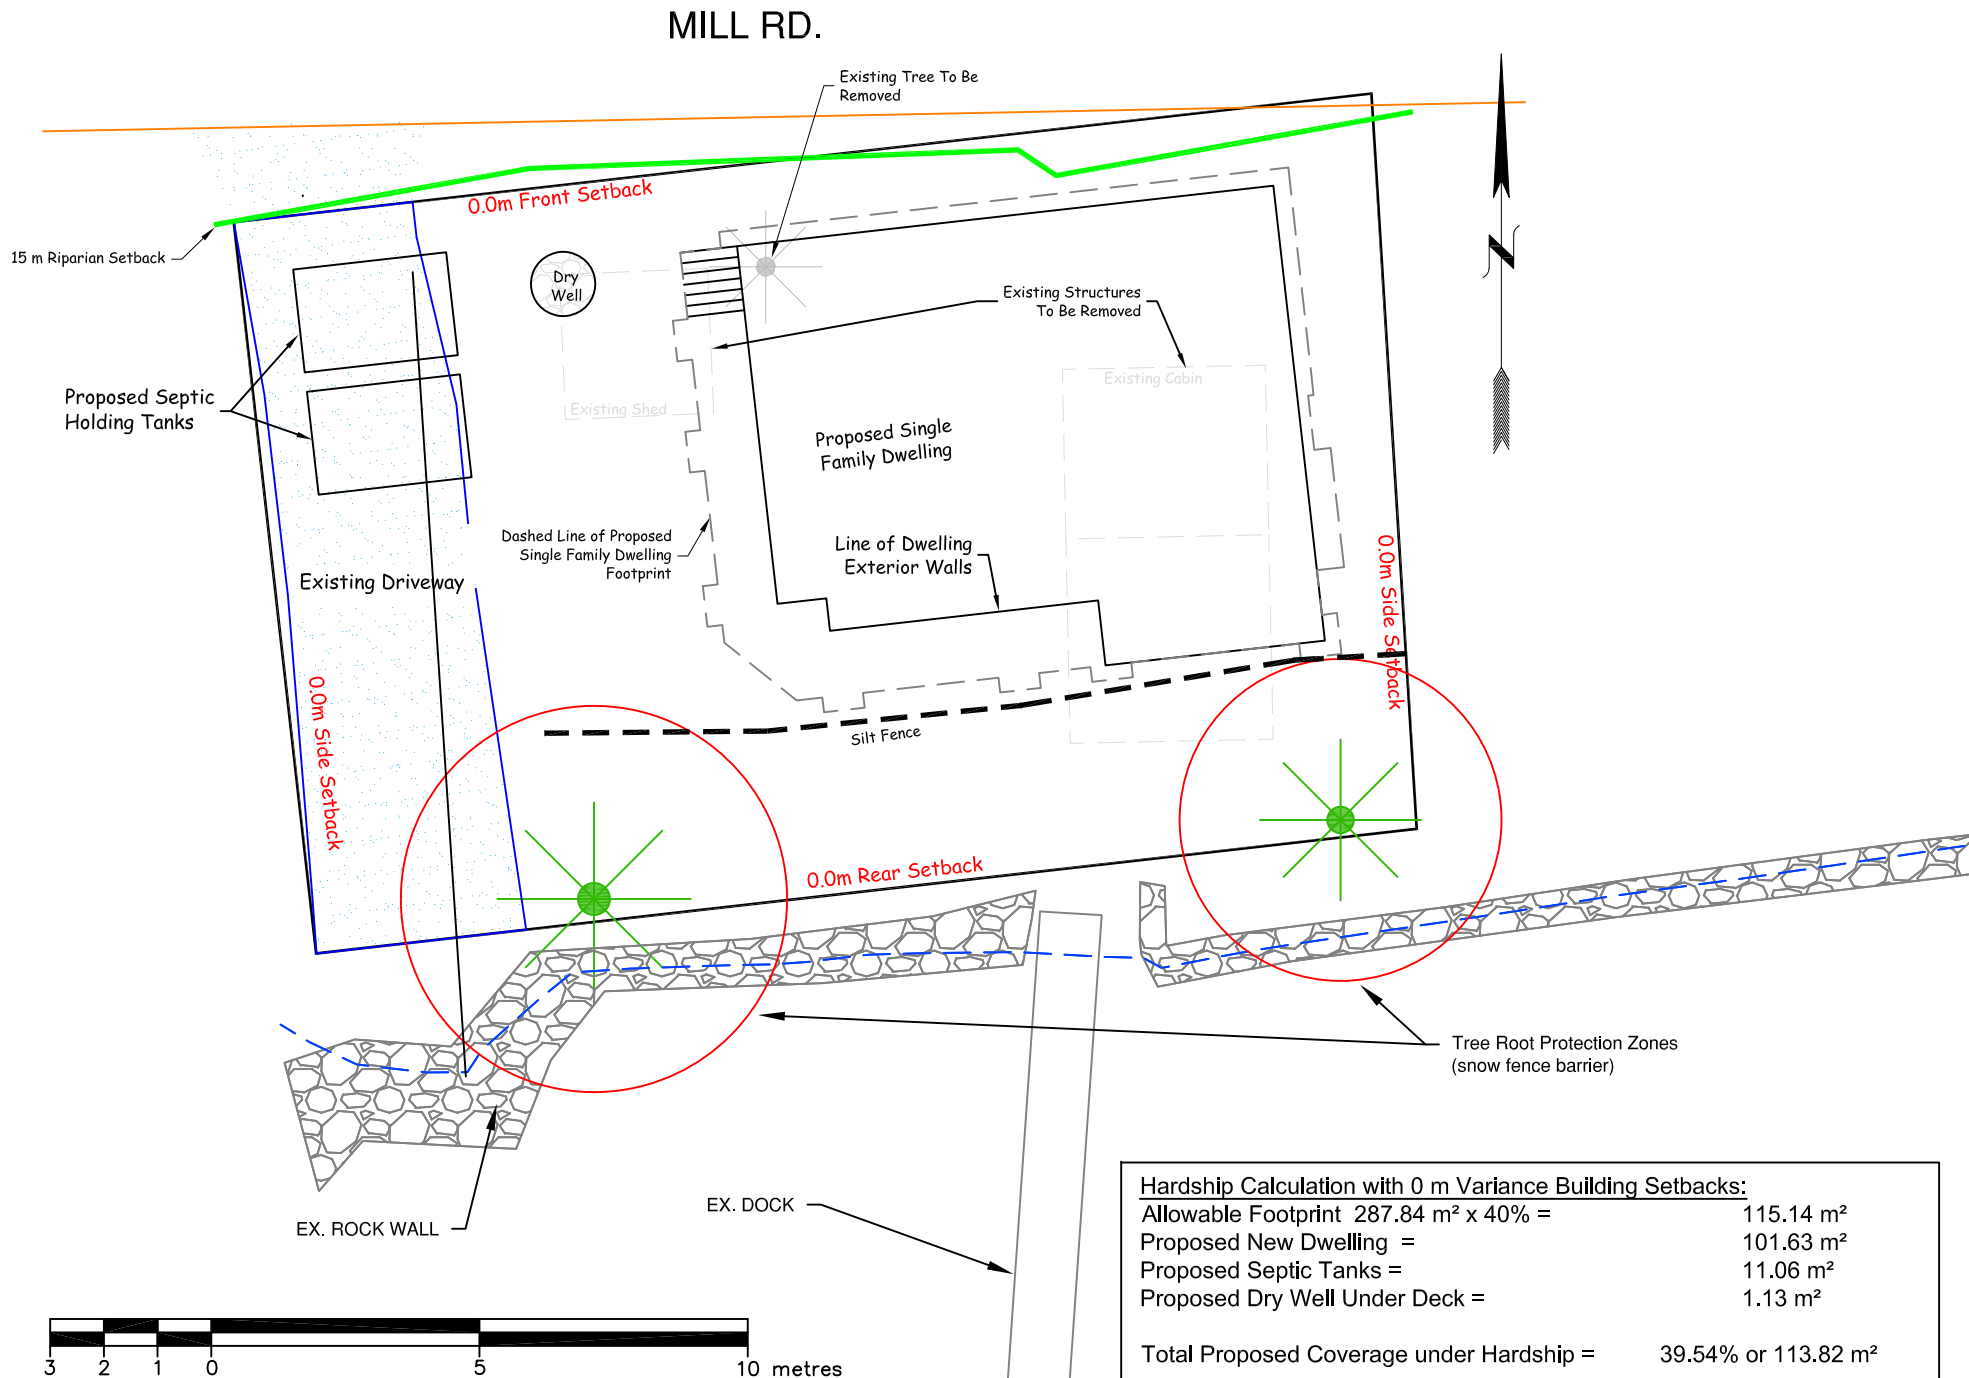 MILL RD.
Existing Tree To Be
Removed
0.0m Front Setback
15 m Riparian Setback
Dry
Well
Existing Structures
To Be Removed
Proposed Septic
Holding Tanks
Existing Shed
Existing Cabin
Proposed Single
Family Dwelling
Dashed Line of Proposed
Single Family Dwelling
Footprint
Line of Dwelling
Exterior Walls
Existing Driveway
0.0m Side Setback
0.0m Side Setback
Silt Fence
0.0m Rear Setback
Tree Root Protection Zones
(snow fence barrier)
EX. ROCK WALL
EX. DOCK
N
Hardship Calculation with 0 m Variance Building Setbacks:
Allowable Footprint 287.84 m² x 40% = 115.14 m²
Proposed New Dwelling = 101.63 m²
Proposed Septic Tanks = 11.06 m²
Proposed Dry Well Under Deck = 1.13 m²
Total Proposed Coverage under Hardship = 39.54% or 113.82 m²
3 2 1 0 5 10 metres